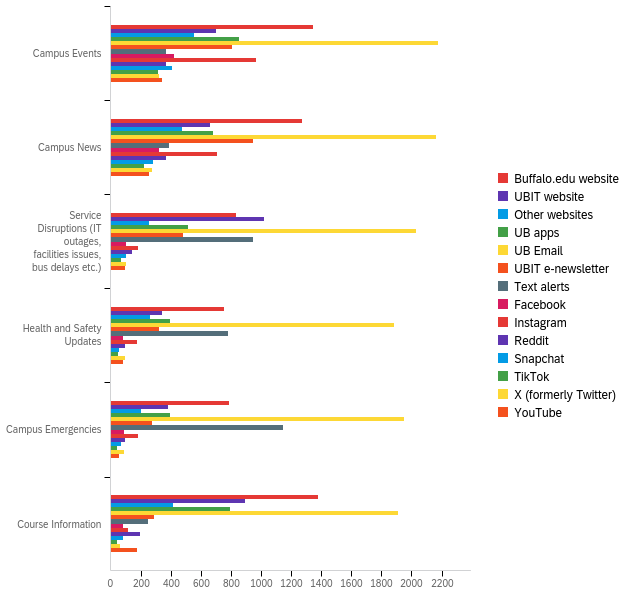 Campus Events
Campus News
Service
Disruptions (IT
outages,
facilities issues,
bus delays etc.)
Health and Safety
Updates
Campus Emergencies
Course Information
0
200
400
600
800
1000
1200
1400
1600
1800
2000
2200
Buffalo.edu website
UBIT website
Other websites
UB apps
UB Email
UBIT e-newsletter
Text alerts
Facebook
Instagram
Reddit
Snapchat
TikTok
X (formerly Twitter)
YouTube